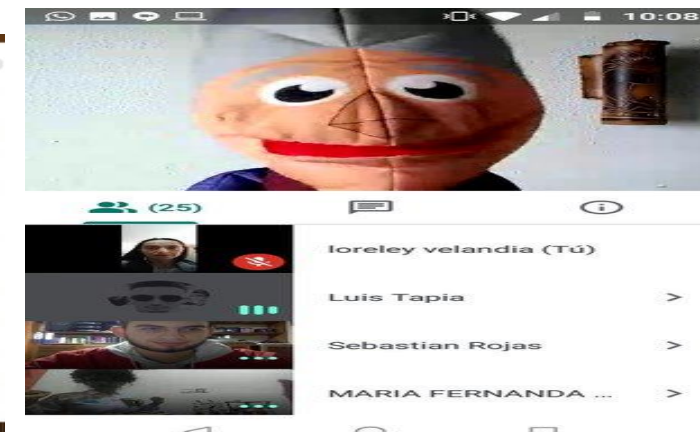 10:08
(25)
loreley velandia (Tú)
Luis Tapia
Sebastian Rojas
MARIA FERNANDA ...